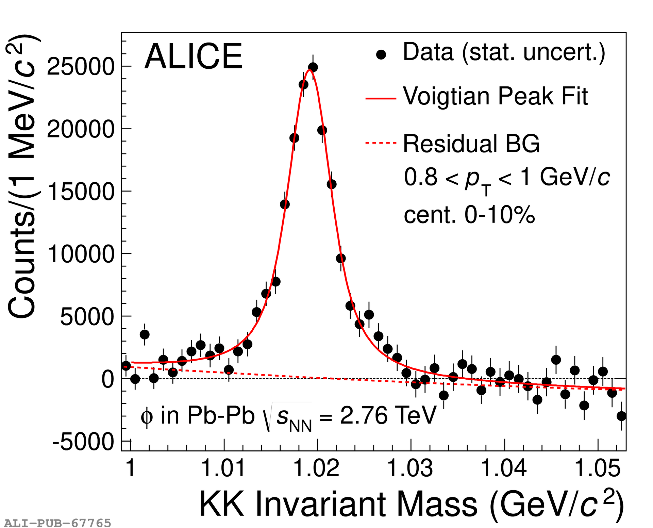 ALICE
Data (stat. uncert.)
Voigtian Peak Fit
Residual BG
0.8 < p_T < 1 GeV/c
cent. 0-10%
Counts/(1 MeV/c²)
25000
20000
15000
10000
5000
0
-5000
ϕ in Pb-Pb √s_NN = 2.76 TeV
1 1.01 1.02 1.03 1.04 1.05
KK Invariant Mass (GeV/c²)
ALI-PUB-67765